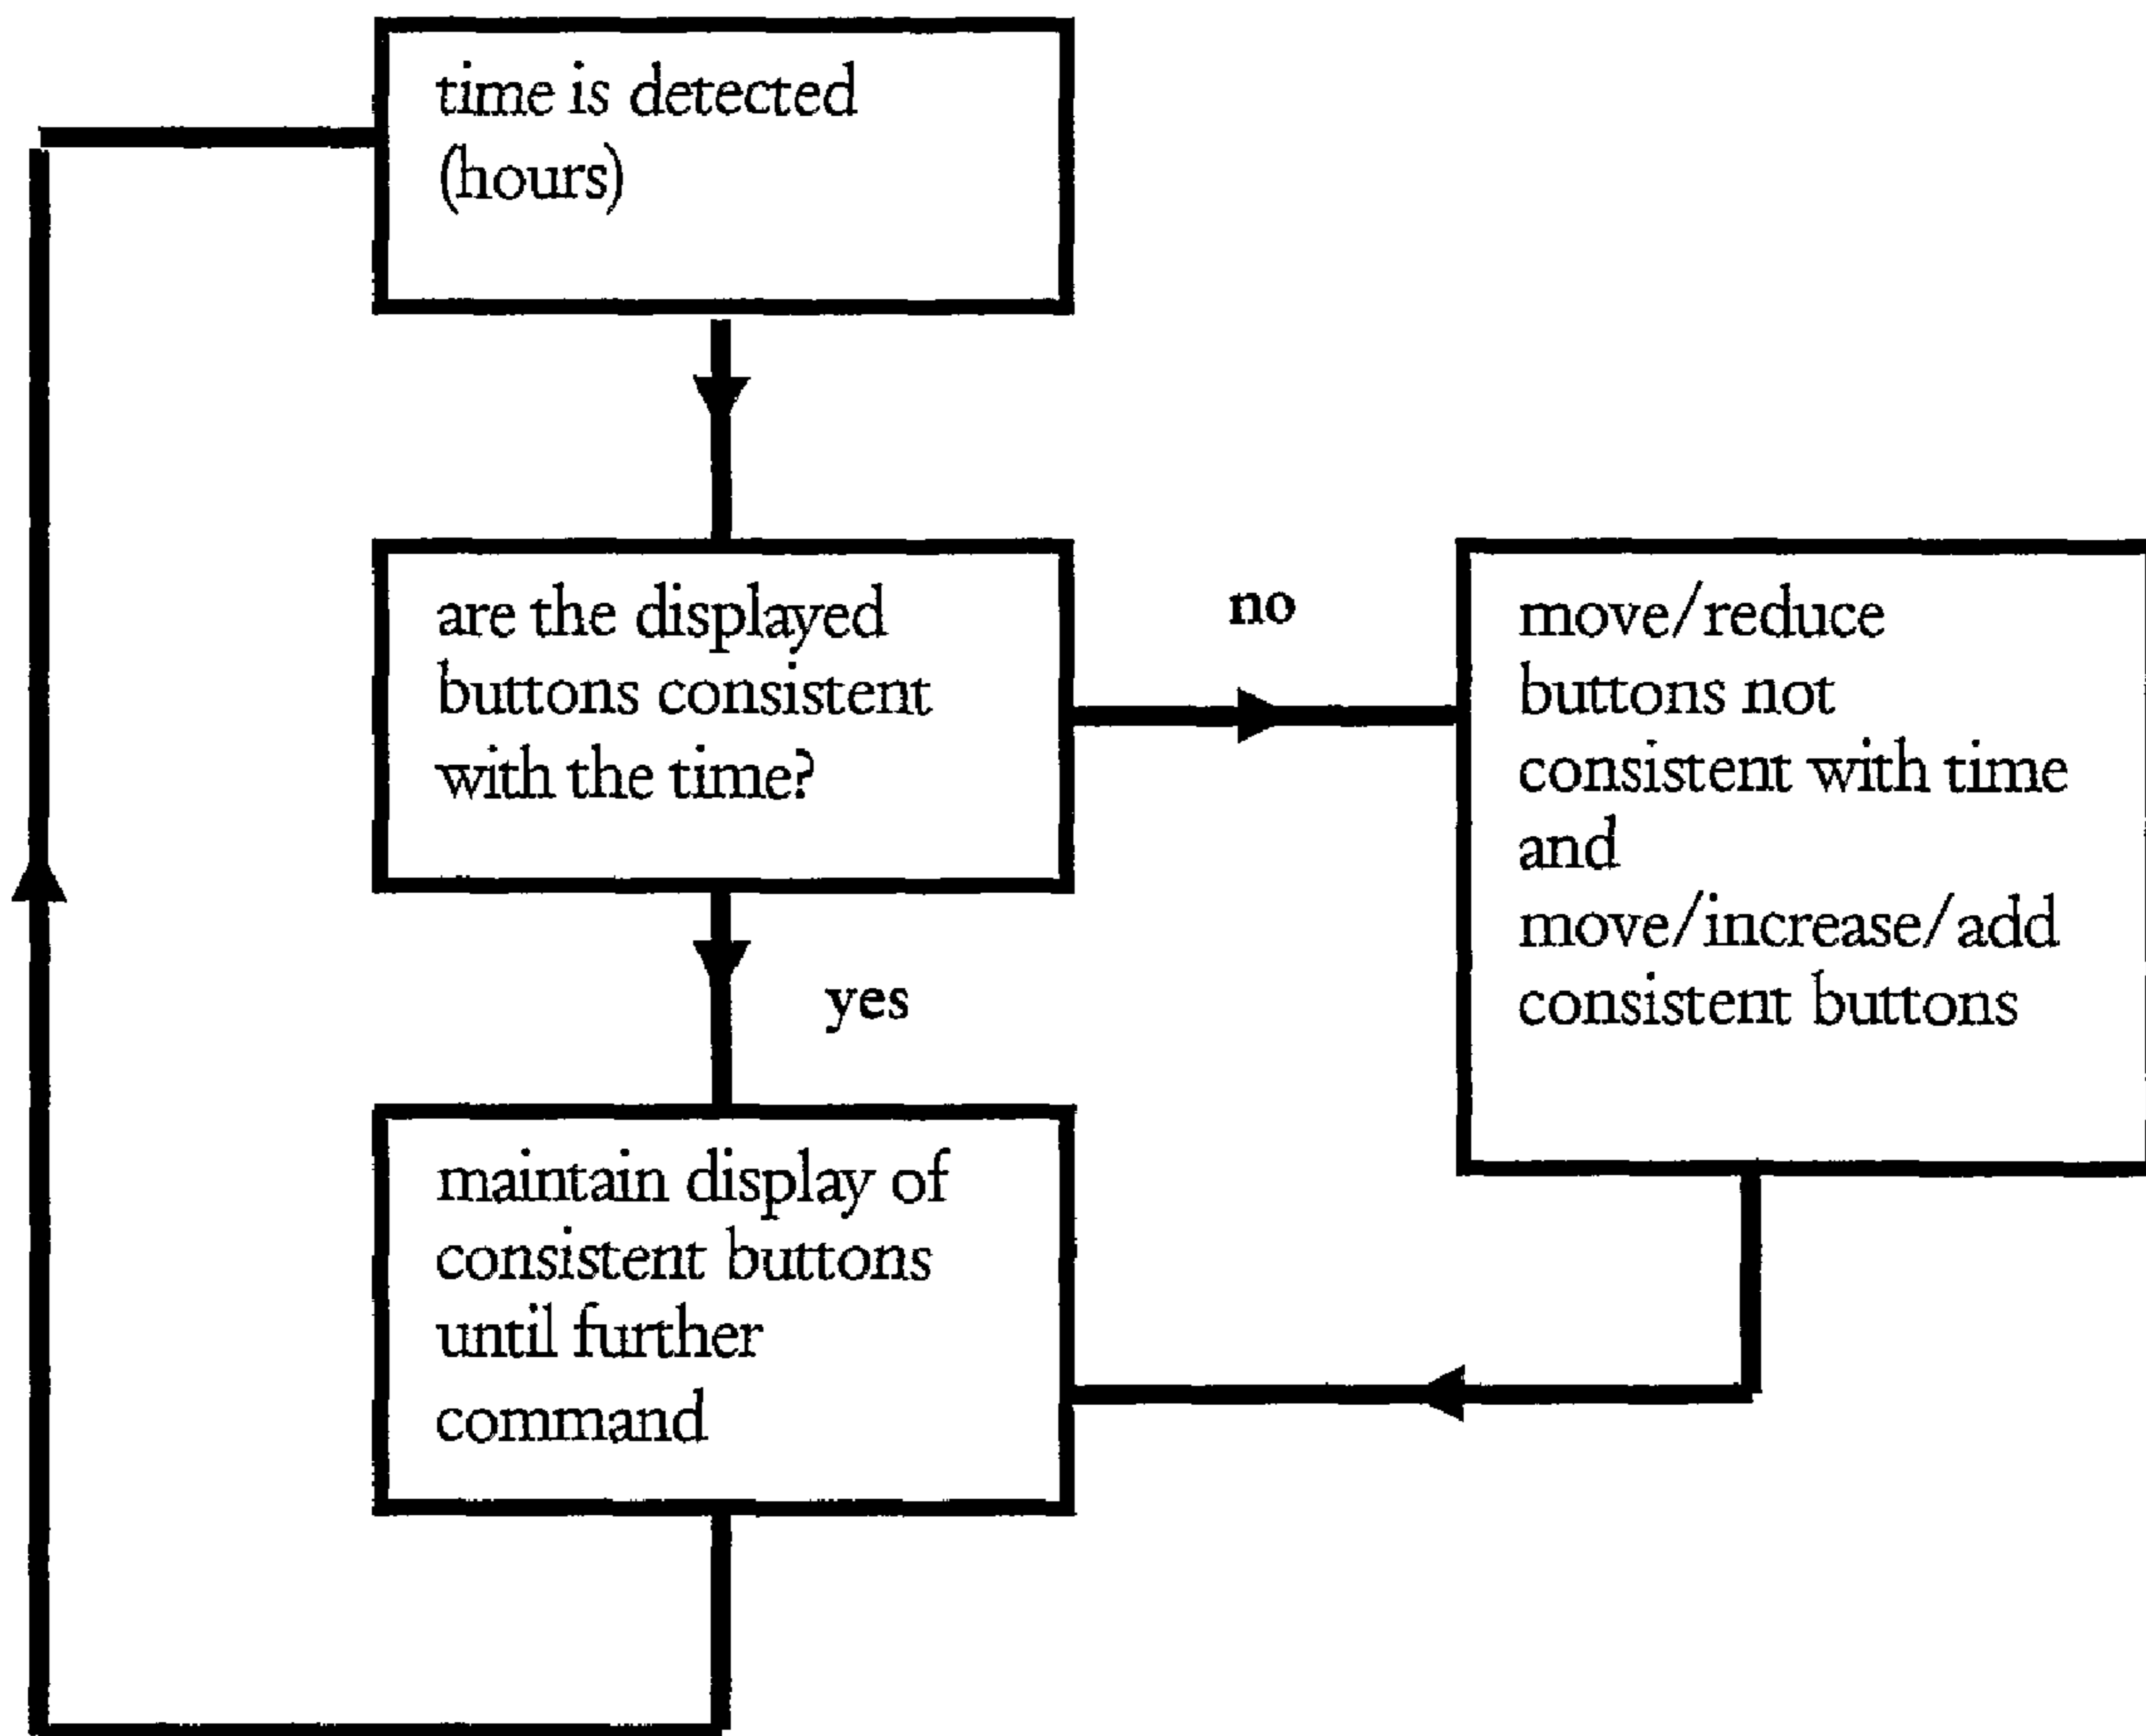 time is detected
(hours)
are the displayed
buttons consistent
with the time?
no
move/reduce
buttons not
consistent with time
and
move/increase/add
consistent buttons
yes
maintain display of
consistent buttons
until further
command